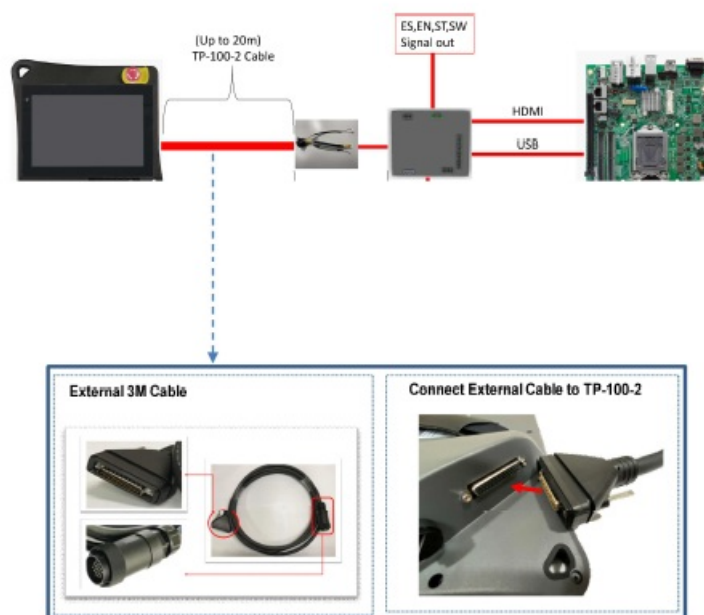 (Up to 20m)
TP-100-2 Cable
ES,EN,ST,SW
Signal out
HDMI
USB
External 3M Cable
Connect External Cable to TP-100-2